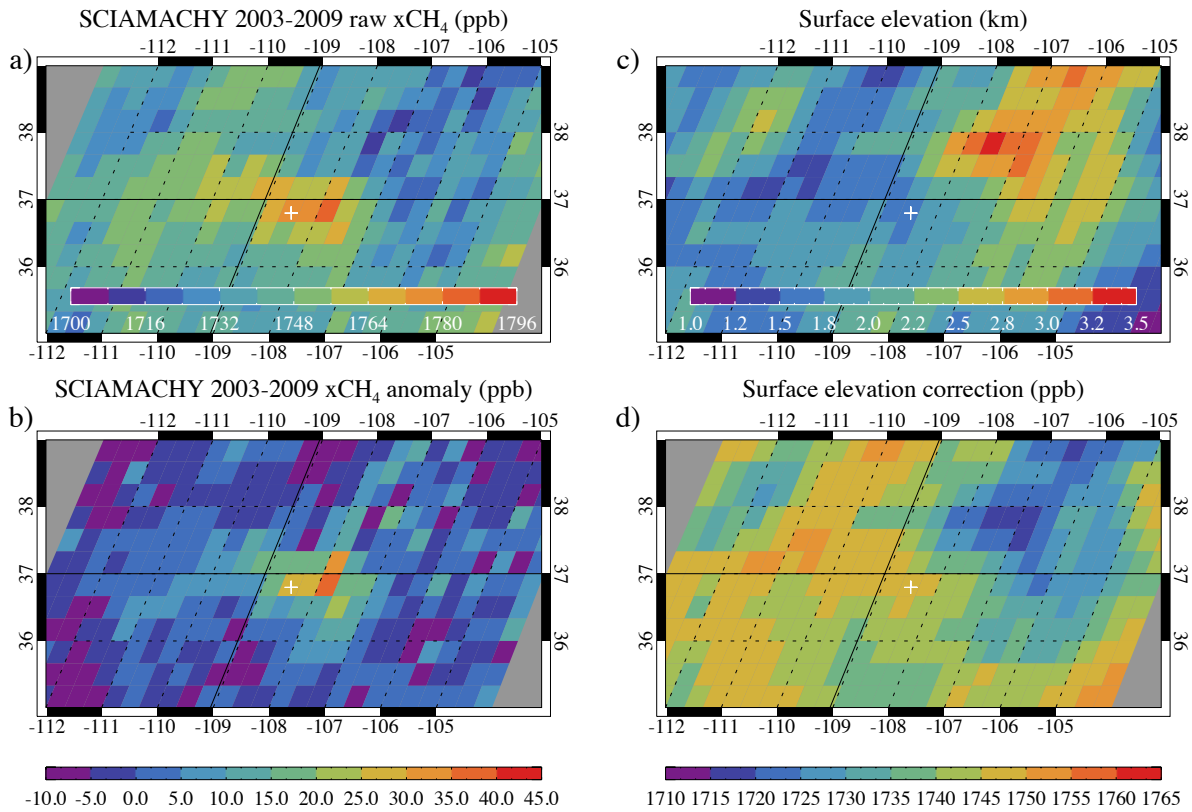 SCIAMACHY 2003-2009 raw xCH4 (ppb)
-112 -111 -110 -109 -108 -107 -106 -105
a)
38
37
36
38
37
36
1700 1716 1732 1748 1764 1780 1796
-112 -111 -110 -109 -108 -107 -106 -105
Surface elevation (km)
-112 -111 -110 -109 -108 -107 -106 -105
c)
38
37
36
38
37
36
1.0 1.2 1.5 1.8 2.0 2.2 2.5 2.8 3.0 3.2 3.5
-112 -111 -110 -109 -108 -107 -106 -105
SCIAMACHY 2003-2009 xCH4 anomaly (ppb)
-112 -111 -110 -109 -108 -107 -106 -105
b)
38
37
36
38
37
36
-112 -111 -110 -109 -108 -107 -106 -105
-10.0 -5.0 0.0 5.0 10.0 15.0 20.0 25.0 30.0 35.0 40.0 45.0
Surface elevation correction (ppb)
-112 -111 -110 -109 -108 -107 -106 -105
d)
38
37
36
38
37
36
-112 -111 -110 -109 -108 -107 -106 -105
1710 1715 1720 1725 1730 1735 1740 1745 1750 1755 1760 1765